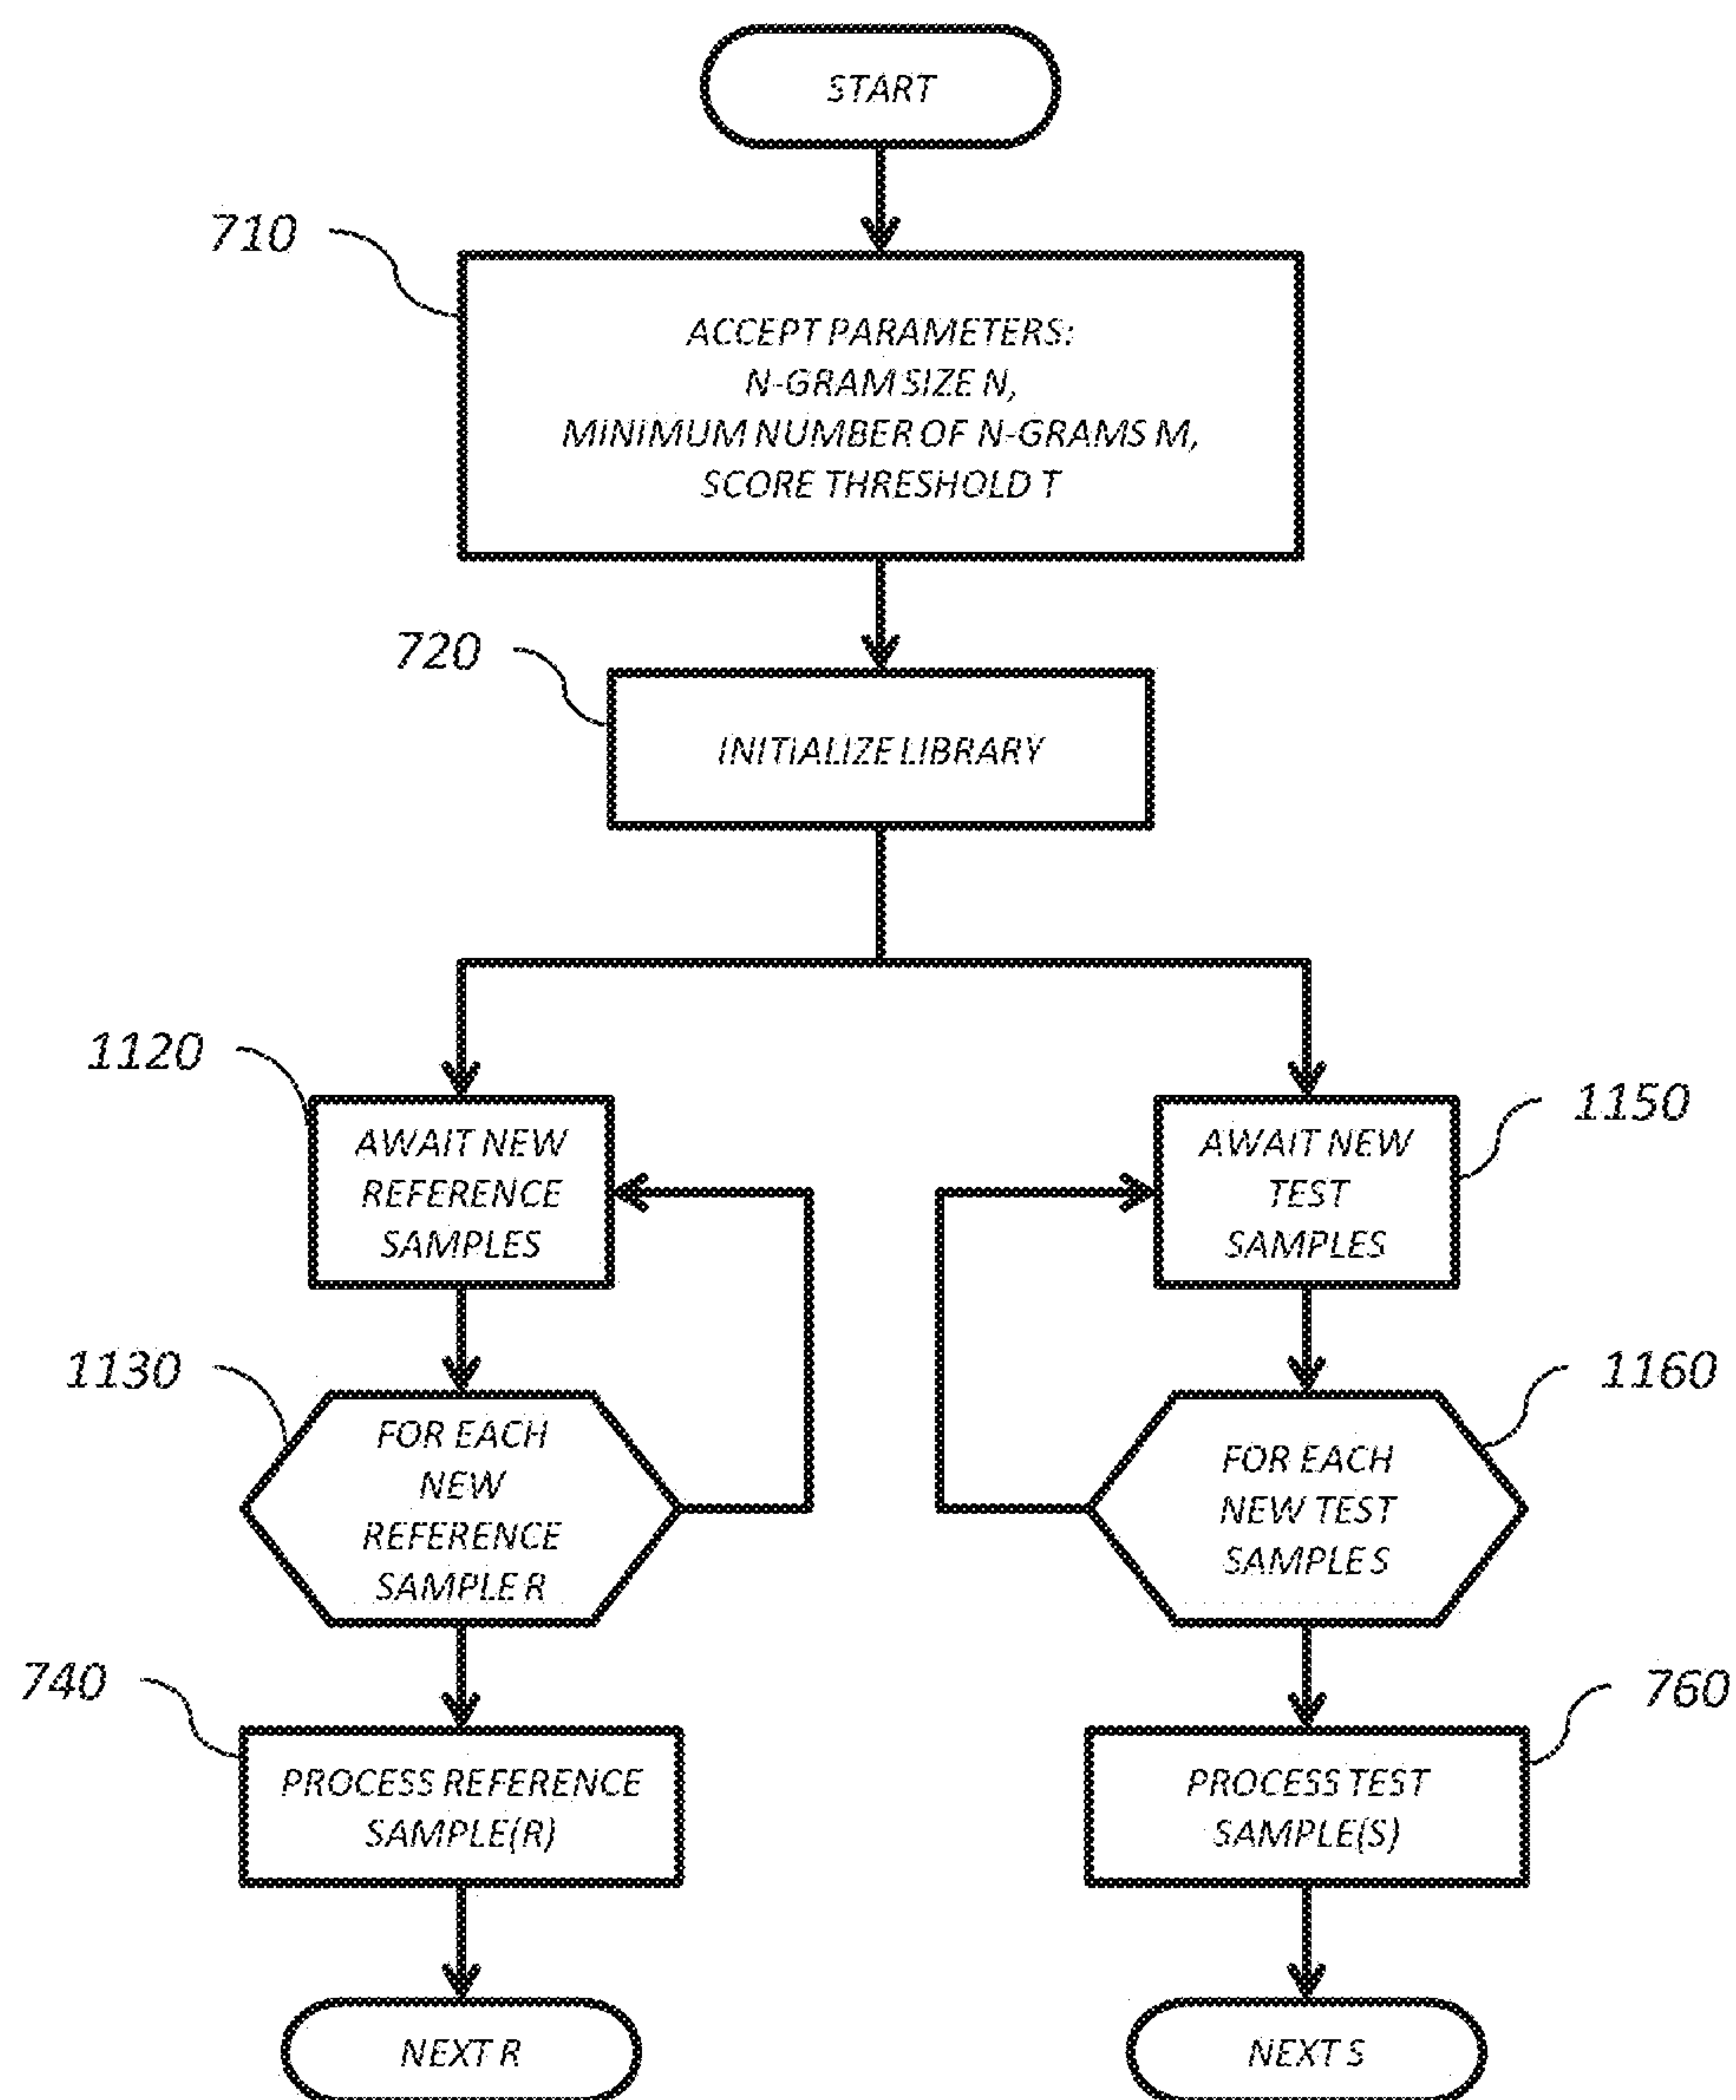 START
710
ACCEPT PARAMETERS:
N-GRAM SIZE N,
MINIMUM NUMBER OF N-GRAMS M,
SCORE THRESHOLD T
720
INITIALIZE LIBRARY
1120
AWAIT NEW
REFERENCE
SAMPLES
1150
AWAIT NEW
TEST
SAMPLES
1130
FOR EACH
NEW
REFERENCE
SAMPLE R
1160
FOR EACH
NEW TEST
SAMPLE S
740
PROCESS REFERENCE
SAMPLE(R)
760
PROCESS TEST
SAMPLE(S)
NEXT R
NEXT S